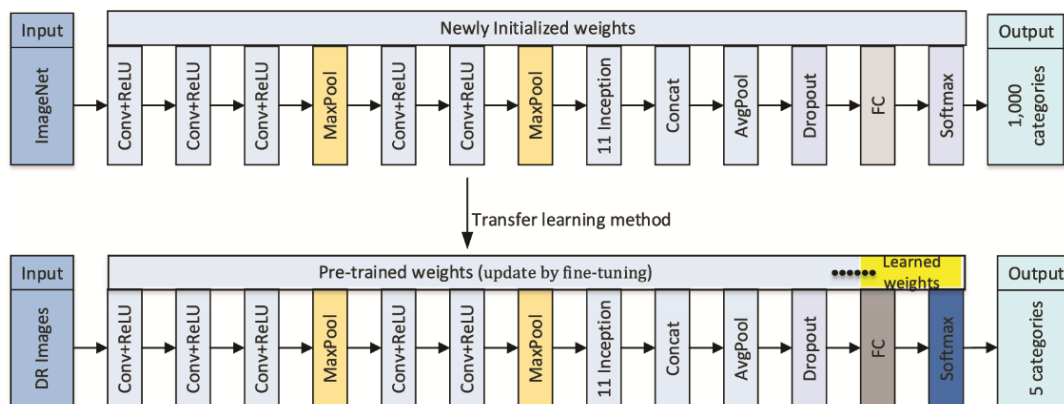 Input
Newly Initialized weights
Output
ImageNet
Conv+ReLU
Conv+ReLU
Conv+ReLU
MaxPool
Conv+ReLU
Conv+ReLU
MaxPool
11 Inception
Concat
AvgPool
Dropout
FC
Softmax
1,000
categories
Transfer learning method
Input
Pre-trained weights (update by fine-tuning)
Learned
weights
Output
DR Images
Conv+ReLU
Conv+ReLU
Conv+ReLU
MaxPool
Conv+ReLU
Conv+ReLU
MaxPool
11 Inception
Concat
AvgPool
Dropout
FC
Softmax
5 categories